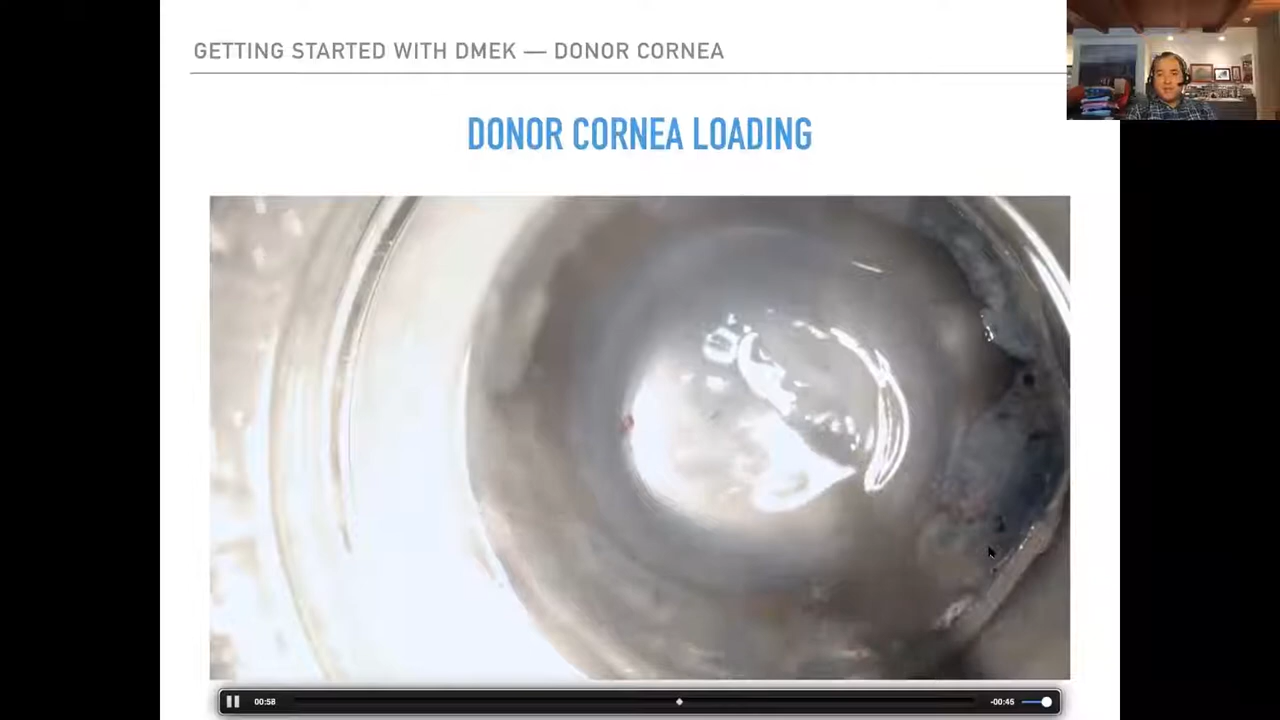 GETTING STARTED WITH DMEK — DONOR CORNEA
DONOR CORNEA LOADING
00:58
-00:45